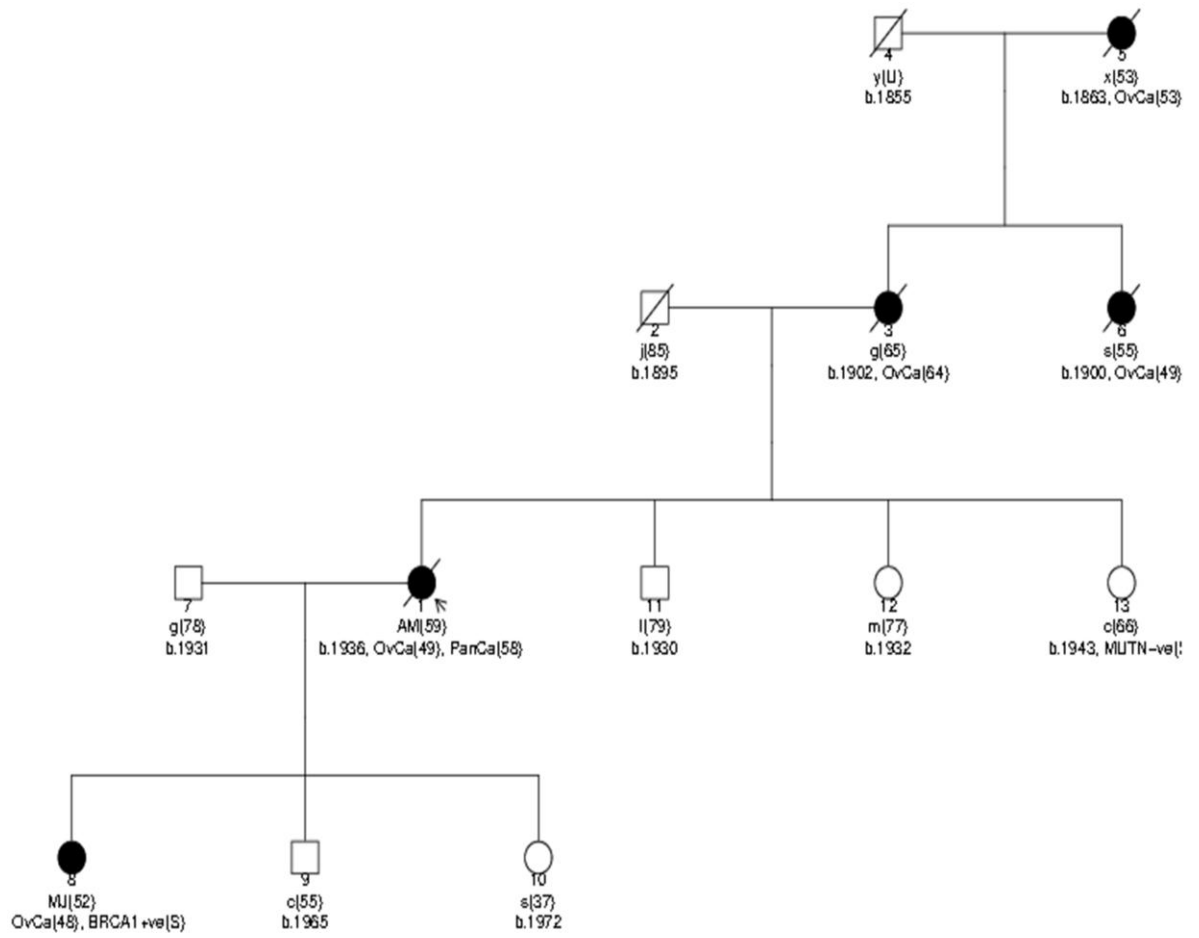 4 5
y{U} x{53}
b.1855 b.1863, OvCa{53}
2 3 6
j{85} g{65} s{55}
b.1895 b.1902, OvCa{64} b.1900, OvCa{49}
7 1 11 12 13
g{78} AM{59} l{79} m{77} c{66}
b.1931 b.1936, OvCa{49}, PanCa{58} b.1930 b.1932 b.1943, MUTN-ve{
8 9 10
MJ{52} c{55} s{37}
OvCa{48}, BRCA1+ve{S} b.1965 b.1972